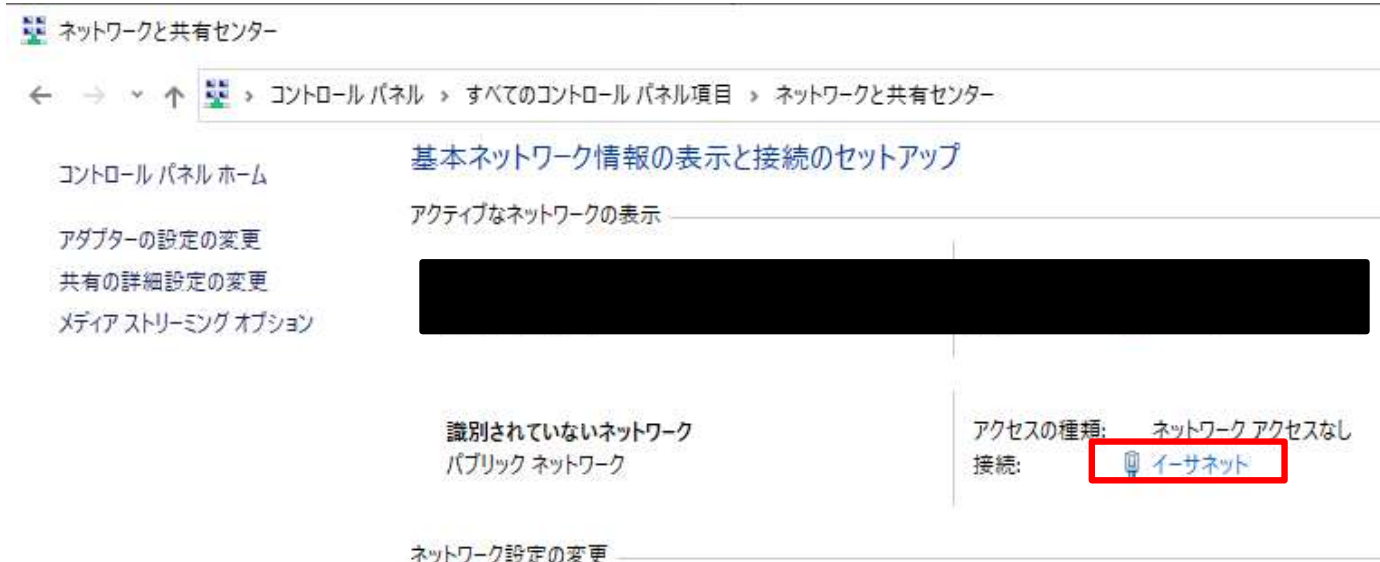 ネットワークと共有センター
コントロール パネル › すべてのコントロール パネル項目 › ネットワークと共有センター
コントロール パネル ホーム
アダプターの設定の変更
共有の詳細設定の変更
メディア ストリーミング オプション
基本ネットワーク情報の表示と接続のセットアップ
アクティブなネットワークの表示
識別されていないネットワーク
パブリック ネットワーク
アクセスの種類: ネットワーク アクセスなし
接続: イーサネット
ネットワーク設定の変更